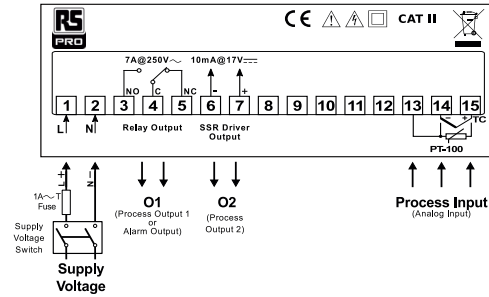 RS
PRO
CAT II
7A@250V~ 10mA@17V⎓
NO C NC - +
1 2 3 4 5 6 7 8 9 10 11 12 13 14 15
L N Relay Output SSR Driver Output - + TC
PT-100
L + N -
1A~ T
Fuse
Supply
Voltage
Switch
Supply
Voltage
O1
(Process Output 1
or
Alarm Output)
O2
(Process
Output 2)
Process Input
(Analog Input)